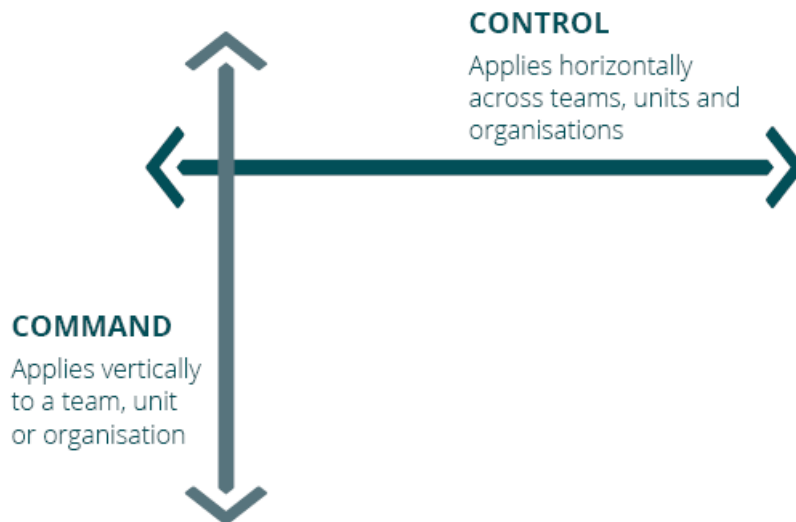 CONTROL
Applies horizontally
across teams, units and
organisations
COMMAND
Applies vertically
to a team, unit
or organisation